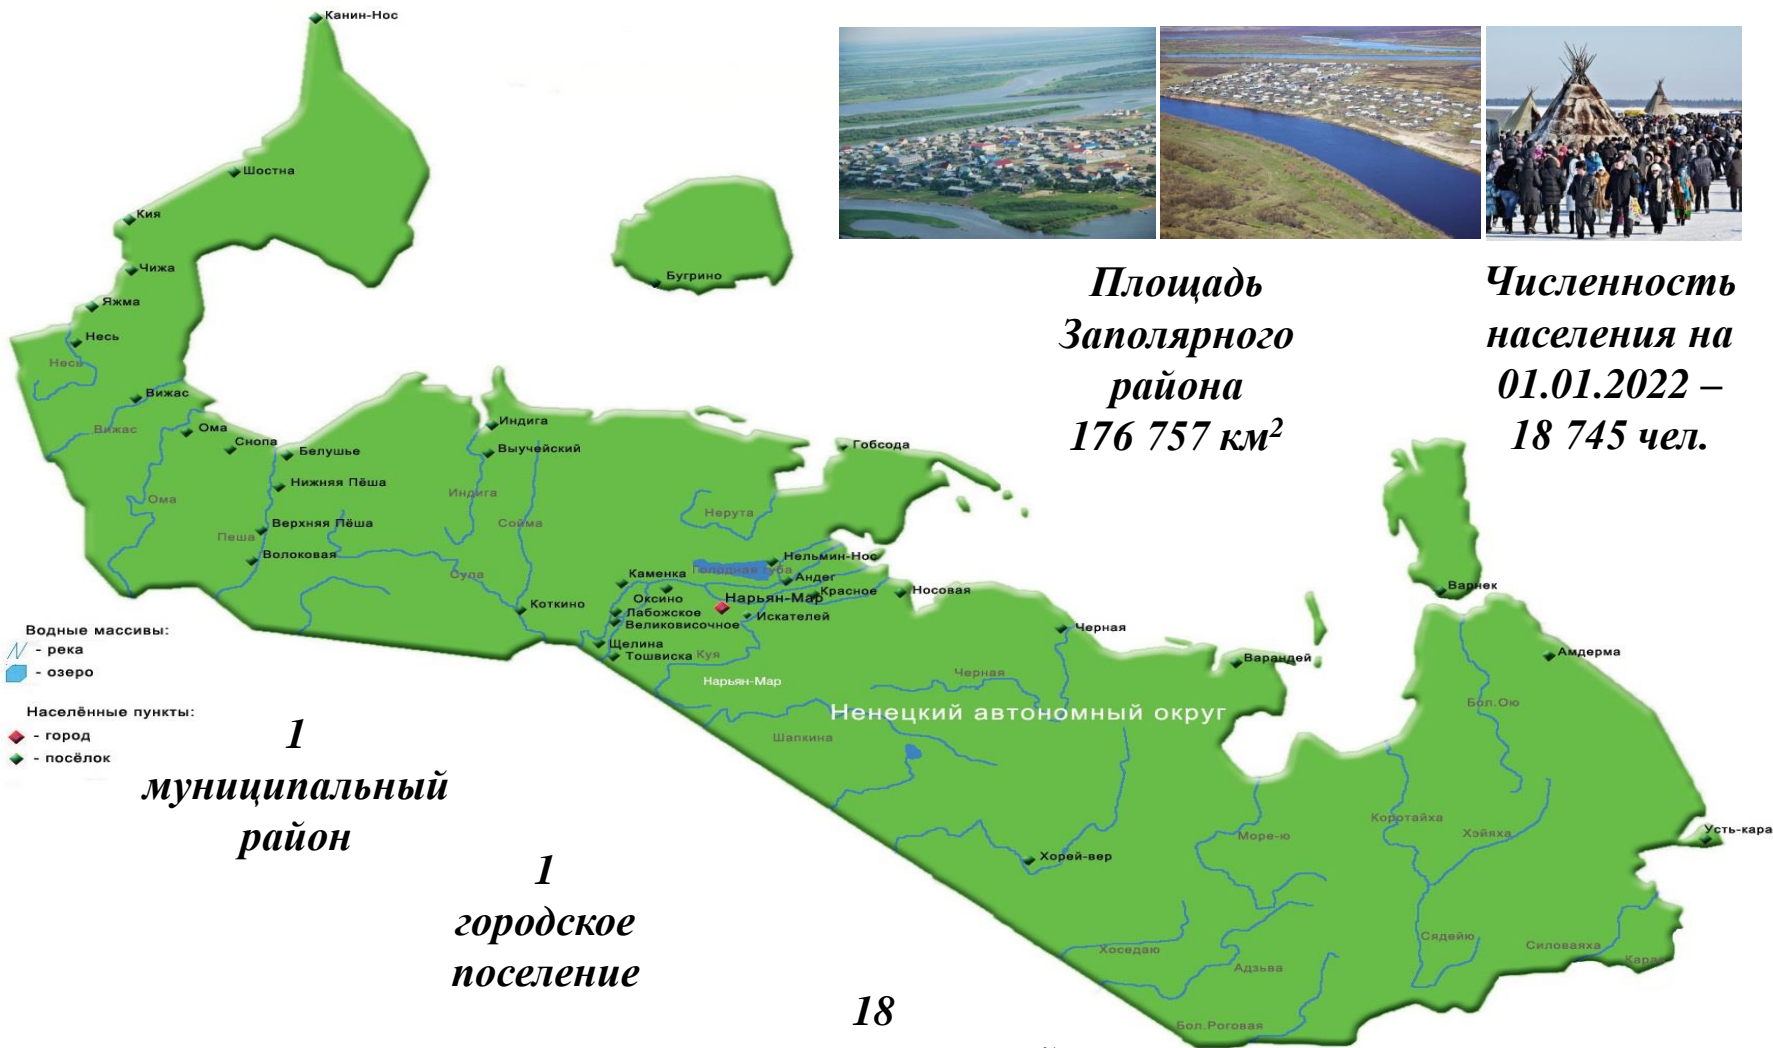 Канин-Нос
Шостна
Кия
Чижа
Яжма
Несь
Несь
Вижас
Вижас
Ома
Снопа
Белушье
Нижняя Пёша
Ома
Верхняя Пёша
Пеша
Волоковая
Бугрино
Индига
Выучейский
Индига
Сойма
Сула
Коткино
Гобсода
Нерута
Нельмин-Нос
Голодная губа
Андег
Каменка
Оксино
Нарьян-Мар
Красное
Носовая
Лабожское
Искателей
Великовисочное
Щелина
Тошвиска
Куя
Нарьян-Мар
Черная
Черная
Варандей
Варнек
Амдерма
Ненецкий автономный округ
Бол.Ою
Шапкина
Море-ю
Коротайха
Хэйяха
Усть-кара
Хорей-вер
Хоседаю
Адзьва
Сядейю
Силоваяха
Кара
Бол.Роговая
Площадь
Заполярного
района
176 757 км²
Численность
населения на
01.01.2022 –
18 745 чел.
Водные массивы:
- река
- озеро
Населённые пункты:
- город
- посёлок
1
муниципальный
район
1
городское
поселение
18